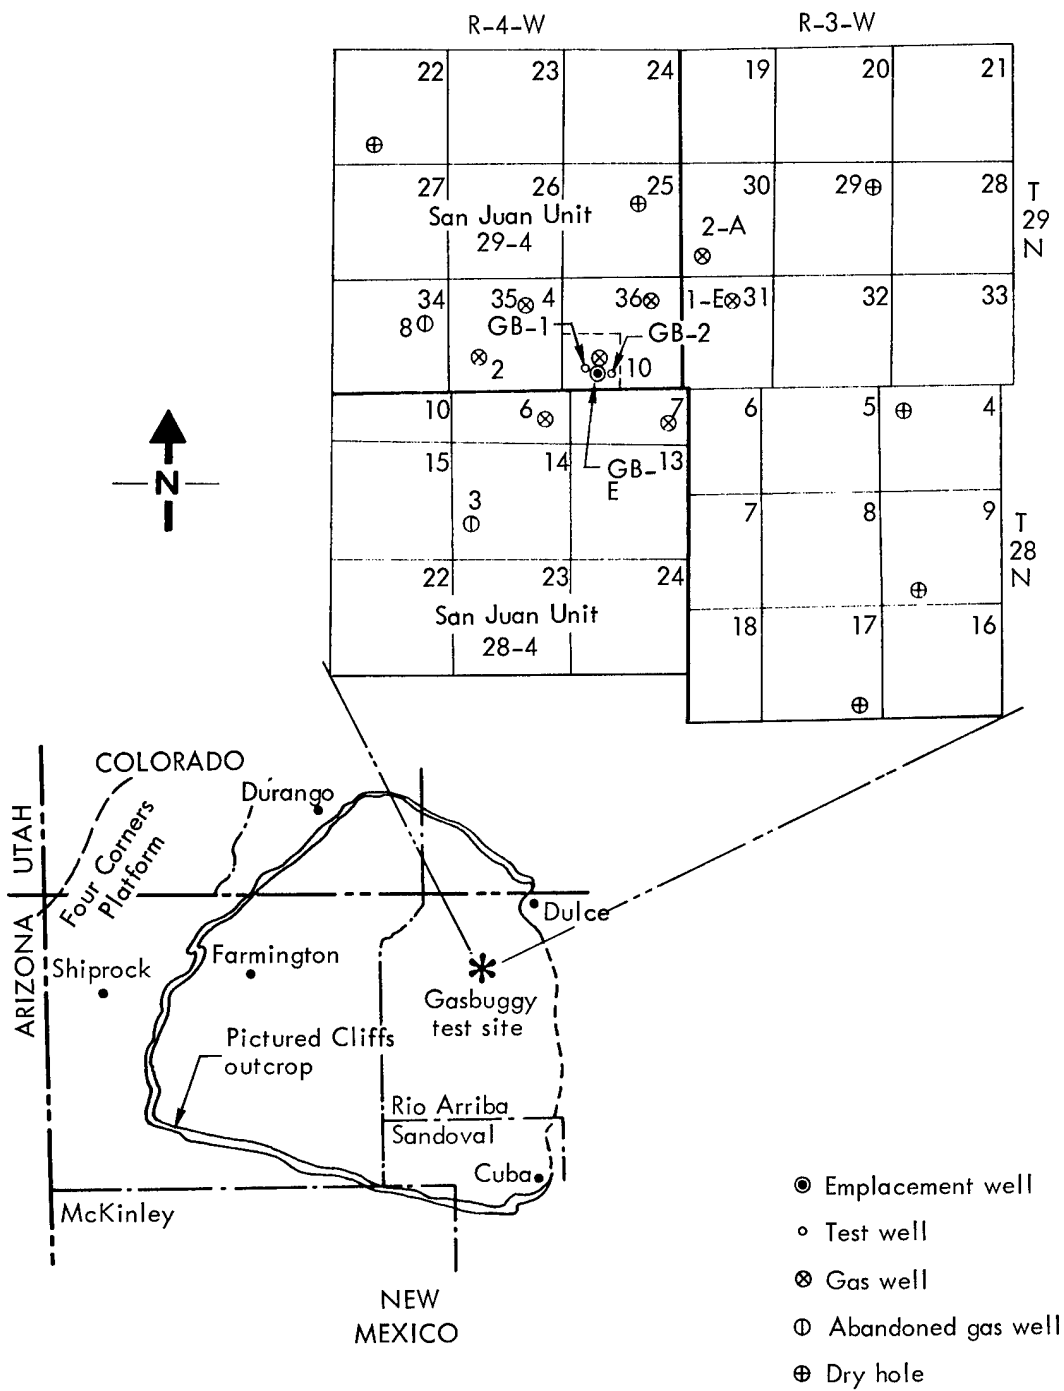 R-4-W R-3-W
22 23 24 19 20 21
27 26 25 30 29 28
San Juan Unit
29-4
2-A
T
29
N
34 35 4 36 1-E 31 32 33
8 GB-1 GB-2
2 10
10 6 7 6 5 4
15 14 GB-
E
13
3 7 8 9
T
28
N
22 23 24
San Juan Unit
28-4
18 17 16
N
COLORADO
Durango
UTAH
Four Corners
Platform
ARIZONA
Dulce
Shiprock
Farmington
Gasbuggy
test site
Pictured Cliffs
outcrop
Rio Arriba
Sandoval
Cuba
McKinley
NEW
MEXICO
Emplacement well
Test well
Gas well
Abandoned gas well
Dry hole